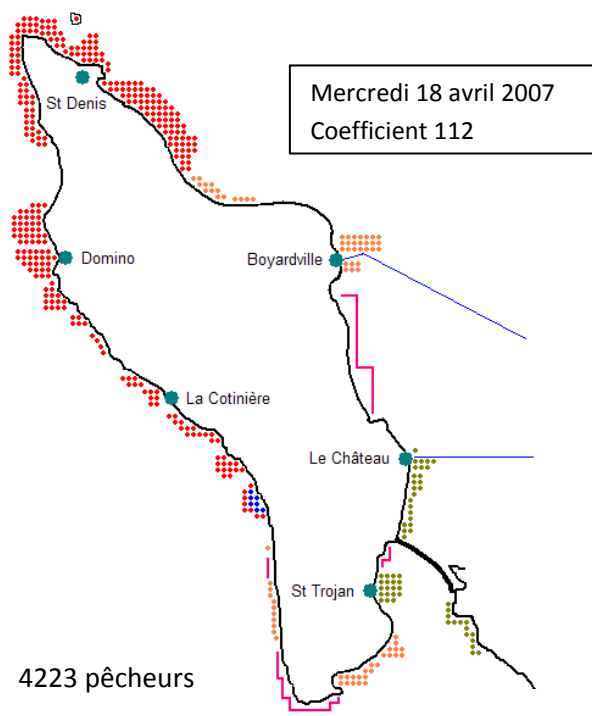 Mercredi 18 avril 2007
Coefficient 112
St Denis
Domino
Boyardville
La Cotinière
Le Château
St Trojan
4223 pêcheurs